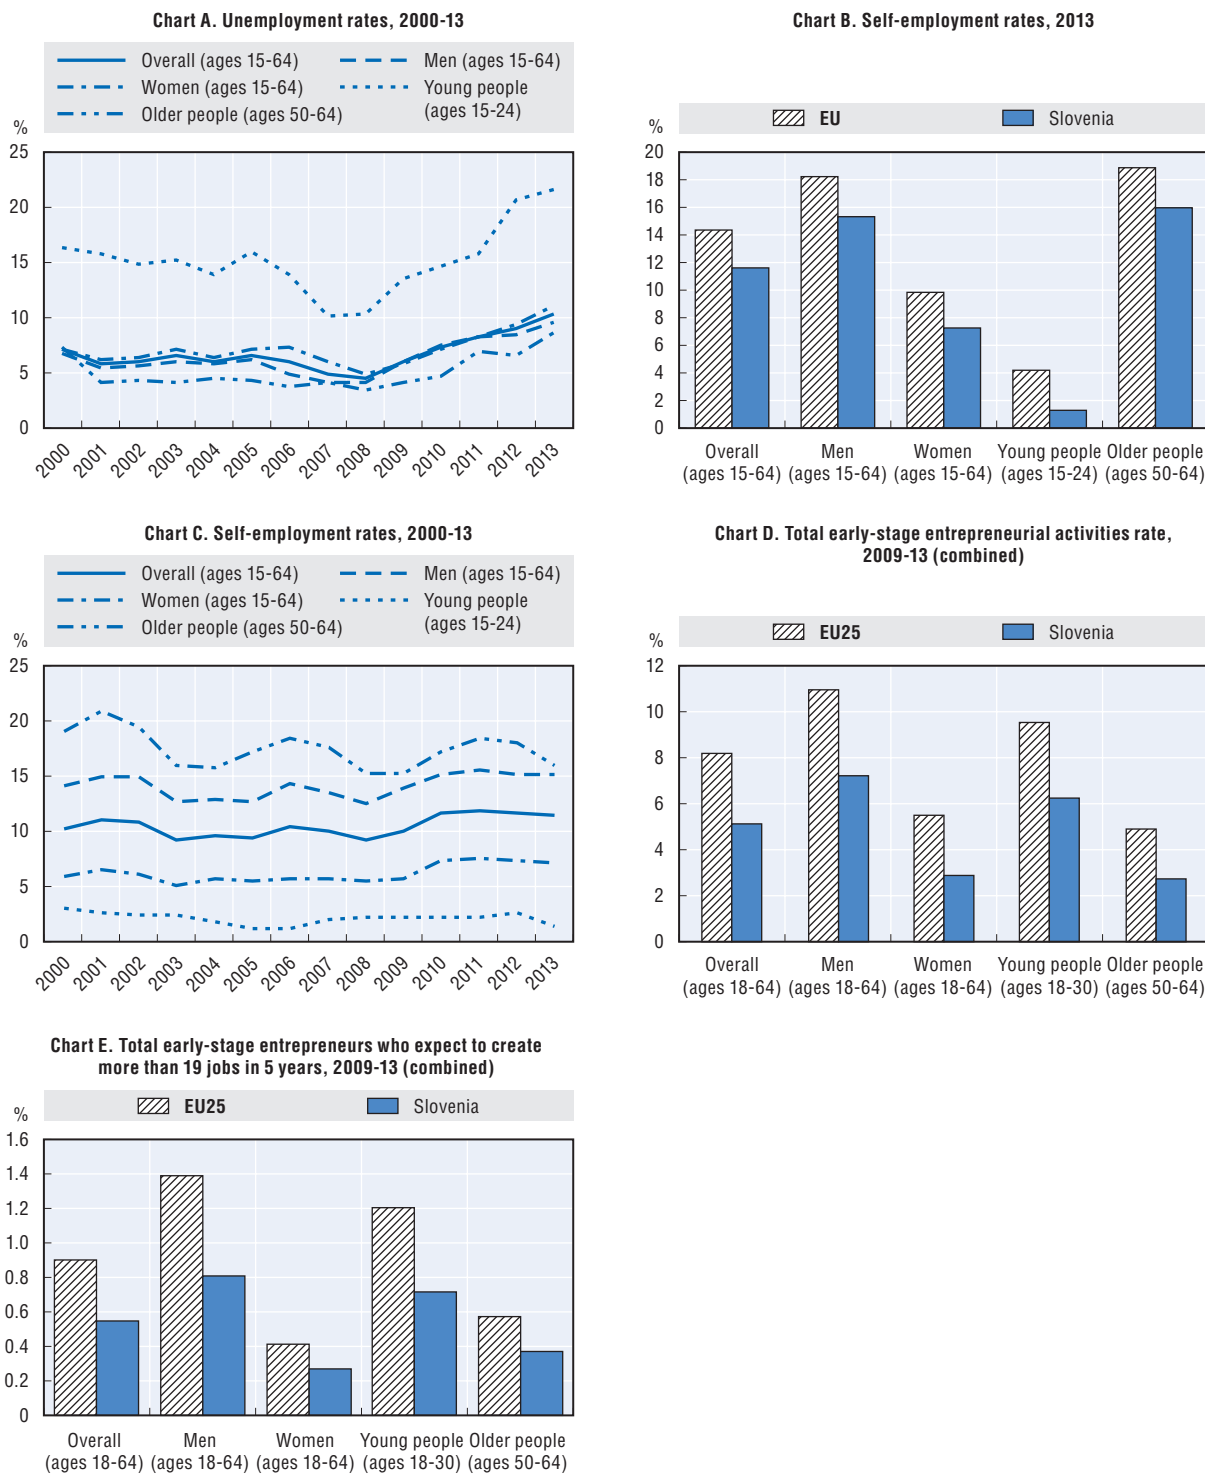 Chart A. Unemployment rates, 2000-13
Overall (ages 15-64)
Men (ages 15-64)
Women (ages 15-64)
Young people
(ages 15-24)
Older people (ages 50-64)
%
25
20
15
10
5
0
2000
2001
2002
2003
2004
2005
2006
2007
2008
2009
2010
2011
2012
2013
Chart B. Self-employment rates, 2013
EU
Slovenia
%
20
18
16
14
12
10
8
6
4
2
0
Overall
(ages 15-64)
Men
(ages 15-64)
Women
(ages 15-64)
Young people
(ages 15-24)
Older people
(ages 50-64)
Chart C. Self-employment rates, 2000-13
Overall (ages 15-64)
Men (ages 15-64)
Women (ages 15-64)
Young people
(ages 15-24)
Older people (ages 50-64)
%
25
20
15
10
5
0
2000
2001
2002
2003
2004
2005
2006
2007
2008
2009
2010
2011
2012
2013
Chart D. Total early-stage entrepreneurial activities rate,
2009-13 (combined)
EU25
Slovenia
%
12
10
8
6
4
2
0
Overall
(ages 18-64)
Men
(ages 18-64)
Women
(ages 18-64)
Young people
(ages 18-30)
Older people
(ages 50-64)
Chart E. Total early-stage entrepreneurs who expect to create
more than 19 jobs in 5 years, 2009-13 (combined)
EU25
Slovenia
%
1.6
1.4
1.2
1.0
0.8
0.6
0.4
0.2
0
Overall
(ages 18-64)
Men
(ages 18-64)
Women
(ages 18-64)
Young people
(ages 18-30)
Older people
(ages 50-64)